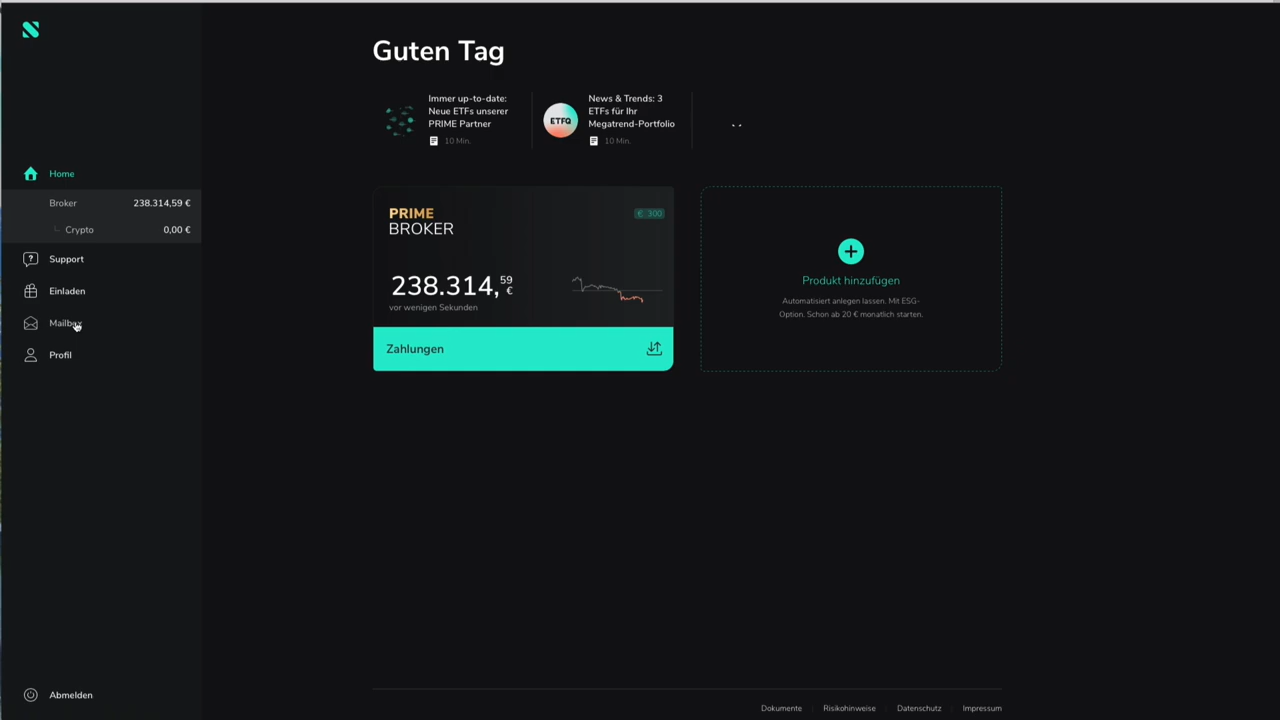 Guten Tag
Immer up-to-date:
Neue ETFs unserer
PRIME Partner
10 Min.
News & Trends: 3
ETFs für Ihr
Megatrend-Portfolio
10 Min.
ETFQ
Home
Broker 238.314,59 €
Crypto 0,00 €
Support
Einladen
Mailbox
Profil
Abmelden
PRIME
BROKER
€ 300
238.314,59 €
vor wenigen Sekunden
Zahlungen
Produkt hinzufügen
Automatisiert anlegen lassen. Mit ESG-
Option. Schon ab 20 € monatlich starten.
Dokumente Risikohinweise Datenschutz Impressum